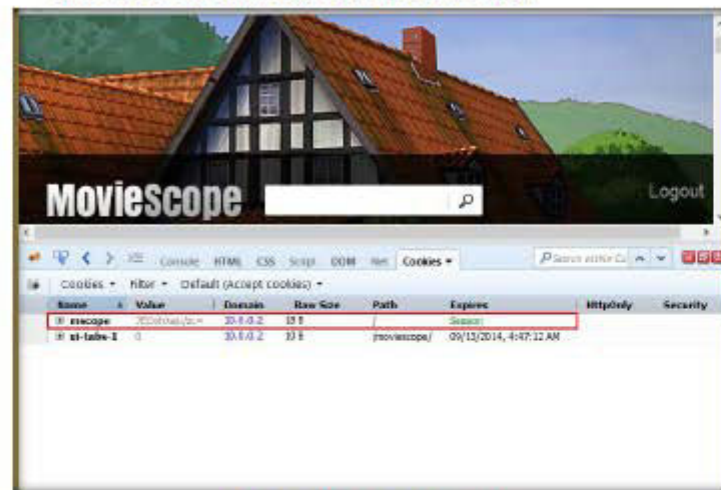 MovieScope
Logout
Console HTML CSS Script DOM Net Cookies
Cookies Filter Default (Accept cookies)
Name Value Domain Raw Size Path Expires HttpOnly Security
mscope 10.0.0.2 / Session
ui-tabs-1 0 10.0.0.2 /moviescope/ 09/13/2014, 4:47:12 AM